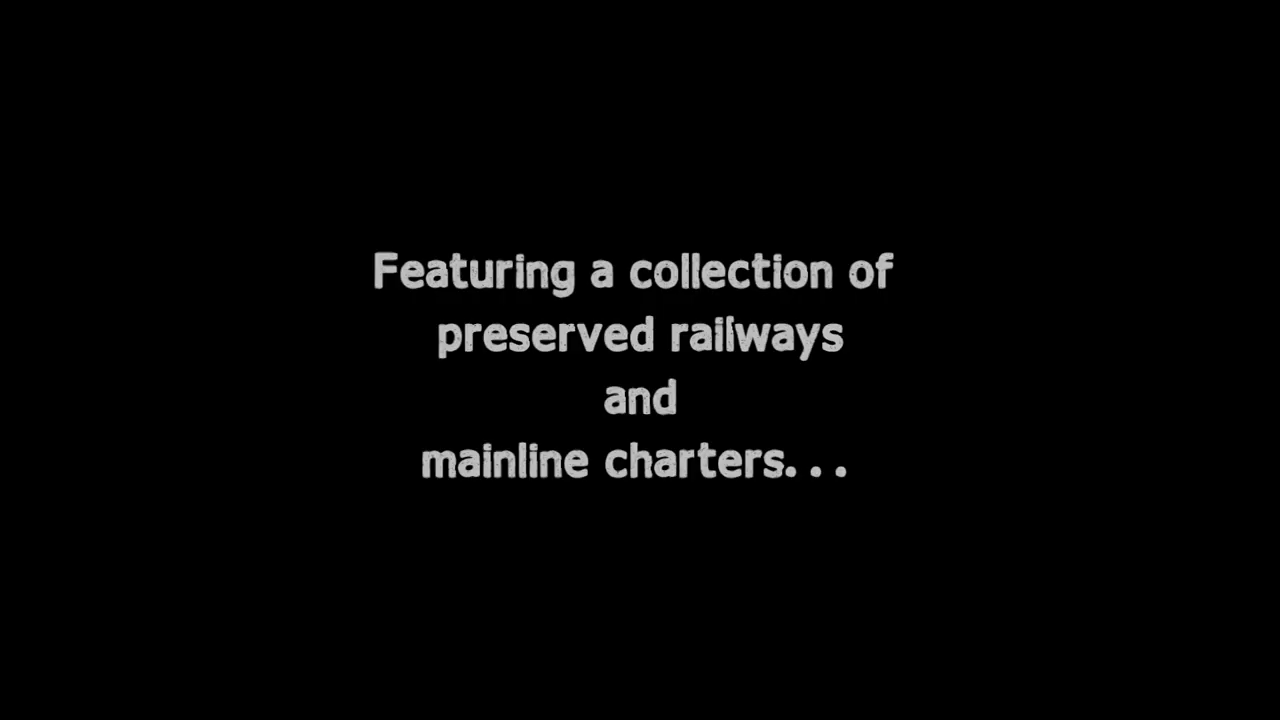 Featuring a collection of
preserved railways
and
mainline charters...